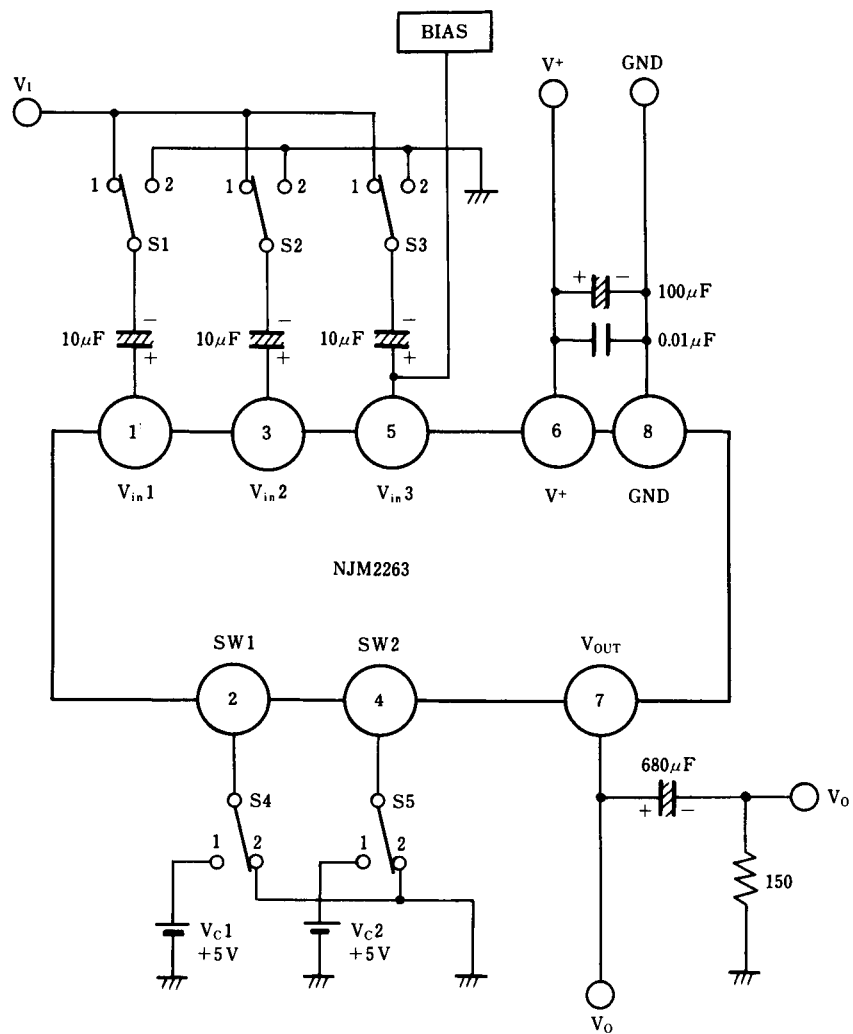 BIAS
V+ GND
VI
1 2 1 2 1 2
S1 S2 S3
+ − 100μF
− − −
10μF 10μF 10μF 0.01μF
+ + +
1 3 5 6 8
Vin1 Vin2 Vin3 V+ GND
NJM2263
SW1 SW2 VOUT
2 4 7
680μF
S4 S5 + − VO
1 2 1 2
150
VC1 VC2
+5V +5V
VO